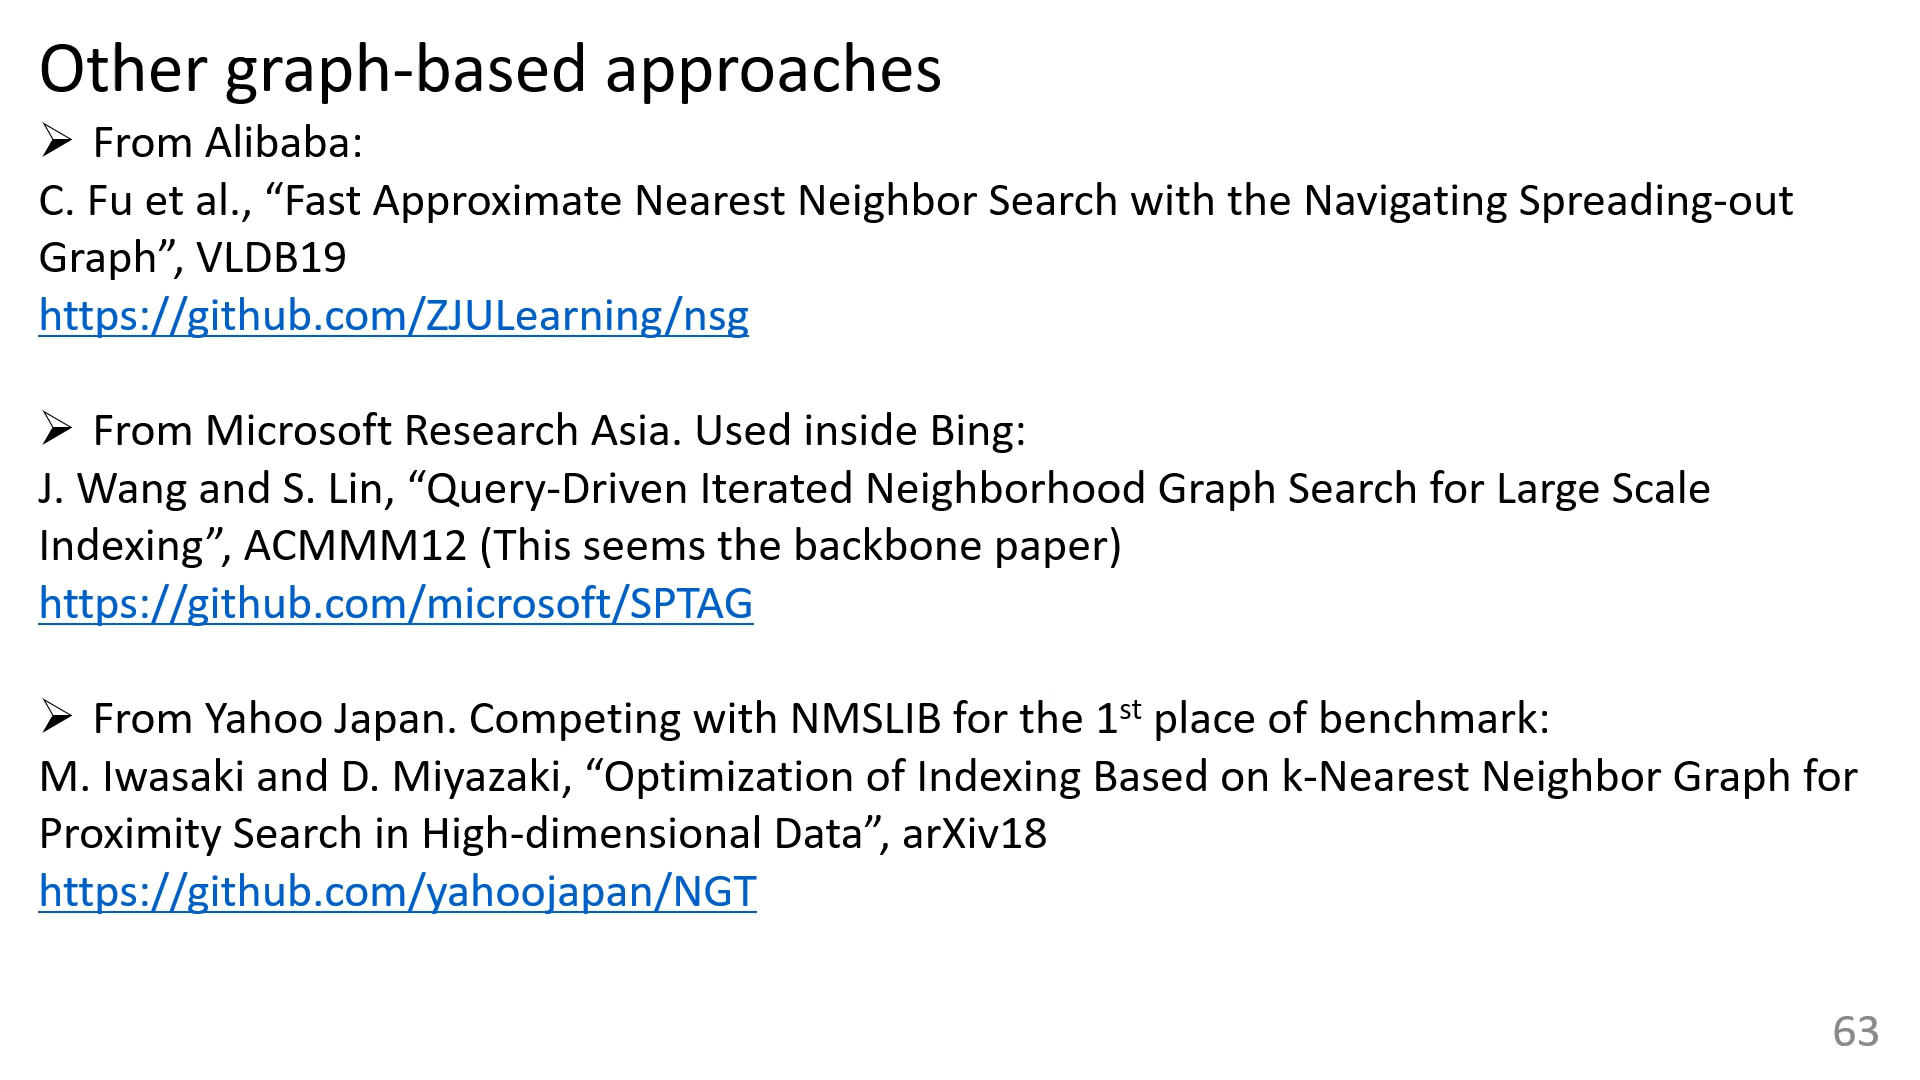 Other graph-based approaches
➢ From Alibaba:
C. Fu et al., “Fast Approximate Nearest Neighbor Search with the Navigating Spreading-out
Graph”, VLDB19
https://github.com/ZJULearning/nsg
➢ From Microsoft Research Asia. Used inside Bing:
J. Wang and S. Lin, “Query-Driven Iterated Neighborhood Graph Search for Large Scale
Indexing”, ACMMM12 (This seems the backbone paper)
https://github.com/microsoft/SPTAG
➢ From Yahoo Japan. Competing with NMSLIB for the 1st place of benchmark:
M. Iwasaki and D. Miyazaki, “Optimization of Indexing Based on k-Nearest Neighbor Graph for
Proximity Search in High-dimensional Data”, arXiv18
https://github.com/yahoojapan/NGT
63